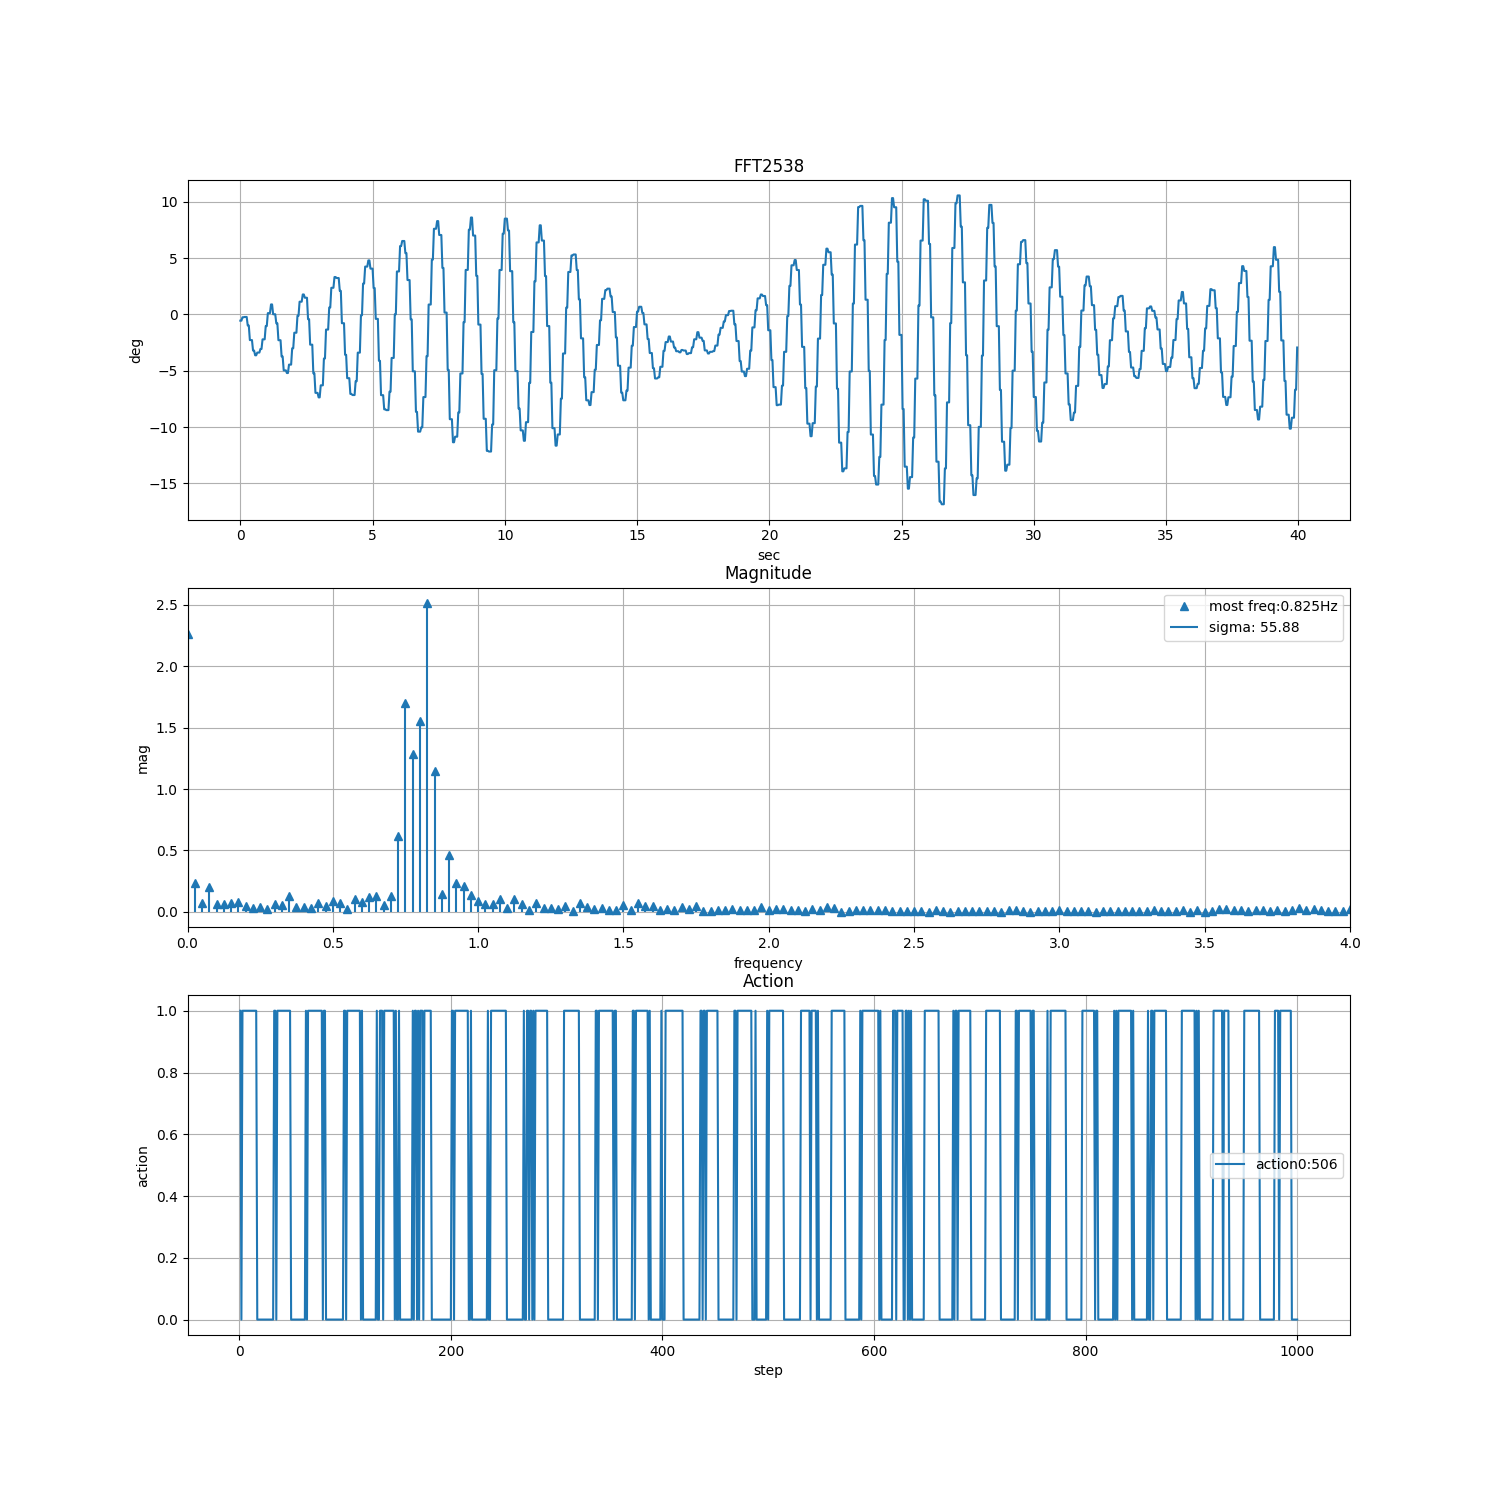 FFT2538
10
5
0
−5
−10
−15
deg
0 5 10 15 20 25 30 35 40
sec
Magnitude
2.5
2.0
1.5
1.0
0.5
0.0
mag
most freq:0.825Hz
sigma: 55.88
0.0 0.5 1.0 1.5 2.0 2.5 3.0 3.5 4.0
frequency
Action
1.0
0.8
0.6
0.4
0.2
0.0
action
action0:506
0 200 400 600 800 1000
step